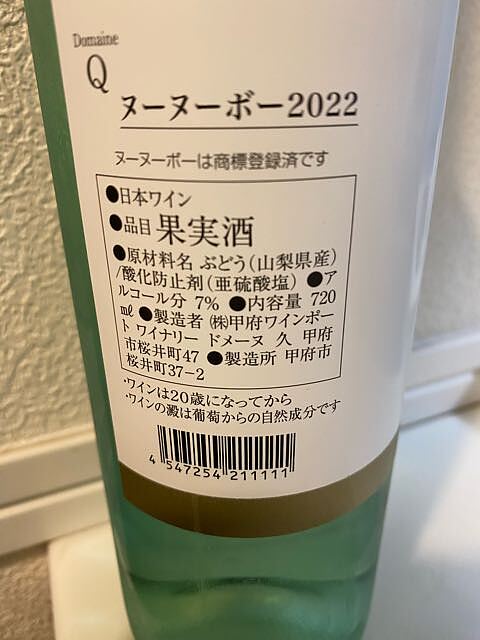 Domaine
Q
ヌーヌーボー2022
ヌーヌーボーは商標登録済です
●日本ワイン
●品目 果実酒
●原材料名 ぶどう(山梨県産)
/酸化防止剤(亜硫酸塩) ●ア
ルコール分 7% ●内容量 720
㎖ ●製造者 ㈱甲府ワインポー
ト ワイナリー ドメーヌ 久 甲府
市桜井町47 ●製造所 甲府市
桜井町37-2
・ワインは20歳になってから
・ワインの澱は葡萄からの自然成分です
4 547254 211111